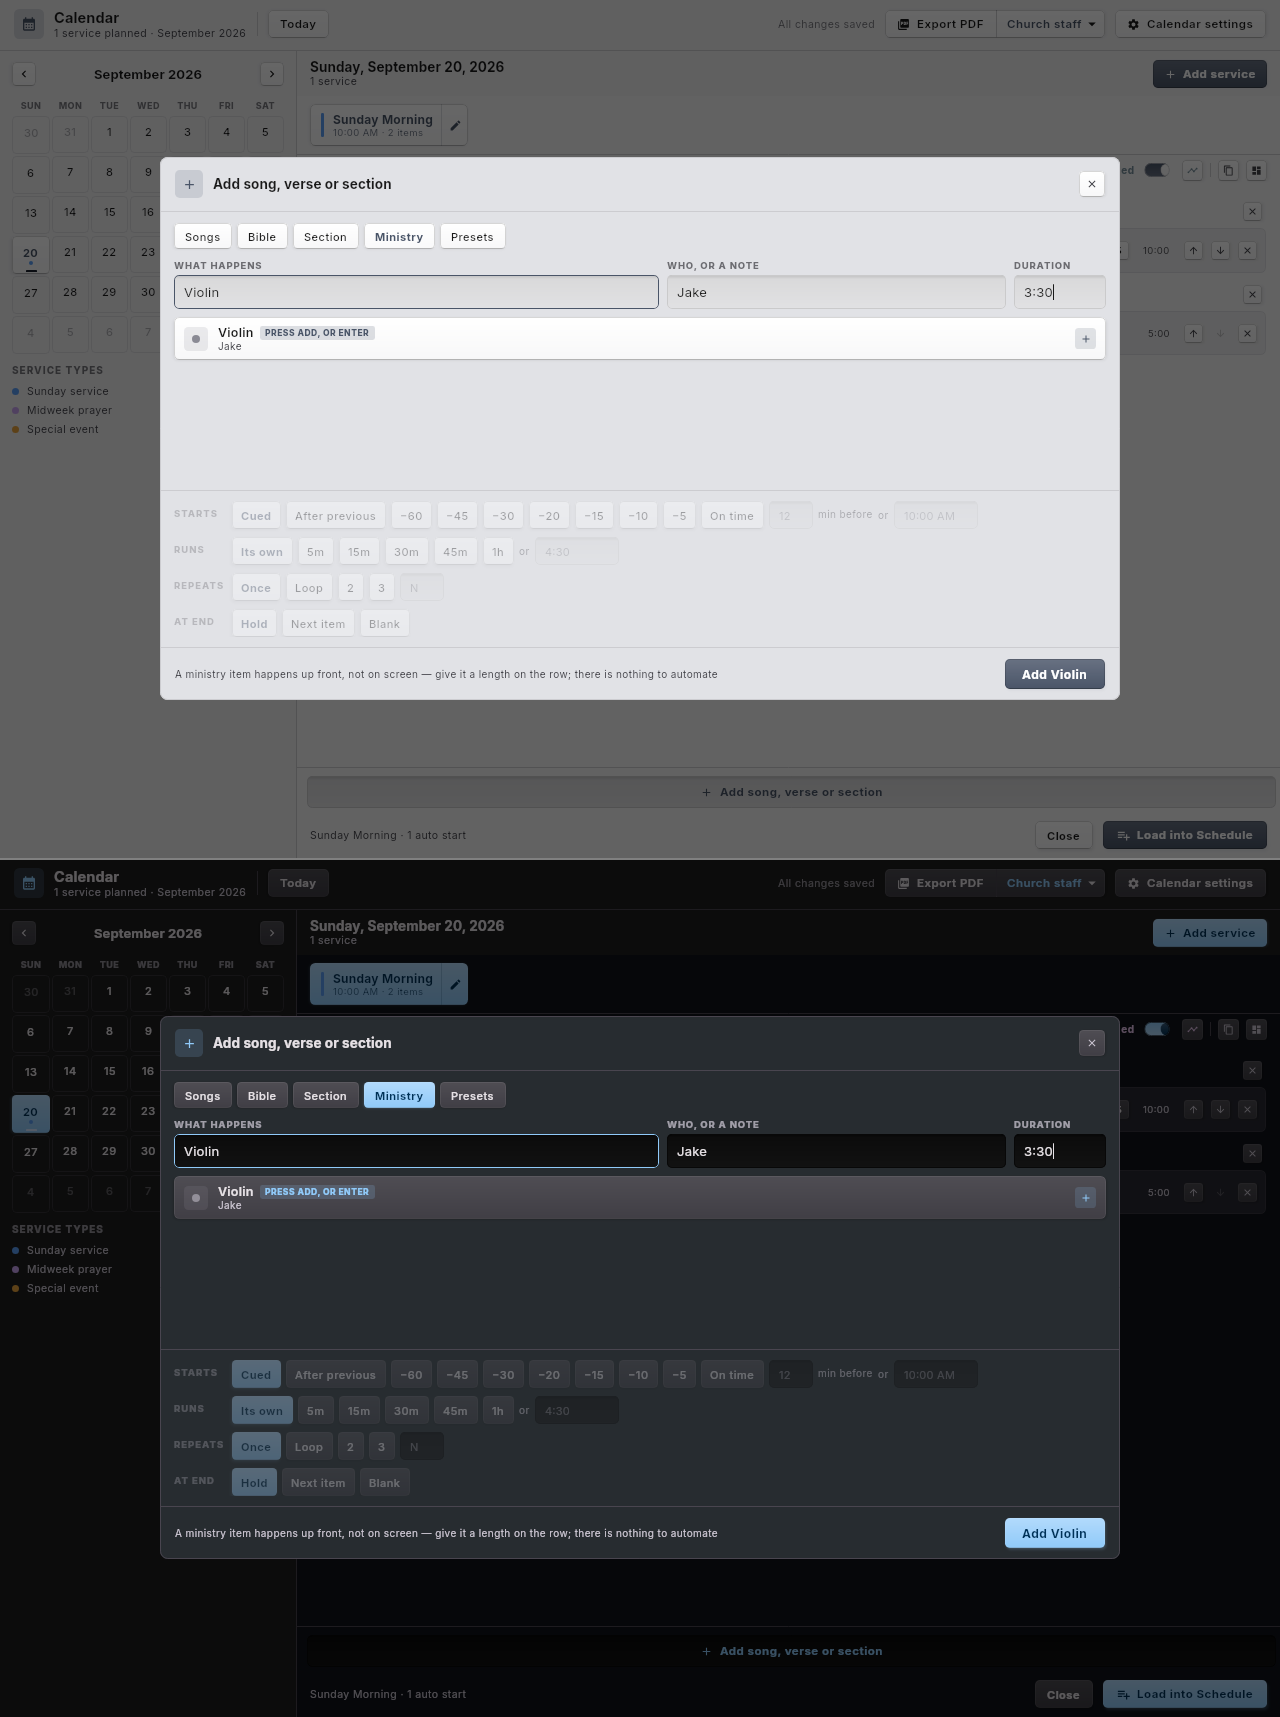 Calendar
1 service planned · September 2026
Today
All changes saved
Export PDF
Church staff
Calendar settings
September 2026
SUN MON TUE WED THU FRI SAT
30 31 1 2 3 4 5
6 7 8 9
13 14 15 16
20 21 22 23
27 28 29 30
4 5 6 7
SERVICE TYPES
Sunday service
Midweek prayer
Special event
Sunday, September 20, 2026
1 service
+ Add service
Sunday Morning
10:00 AM · 2 items
ed
10:00
5:00
Add song, verse or section
Songs Bible Section Ministry Presets
WHAT HAPPENS WHO, OR A NOTE DURATION
Violin Jake 3:30
Violin PRESS ADD, OR ENTER
Jake
STARTS Cued After previous −60 −45 −30 −20 −15 −10 −5 On time 12 min before or 10:00 AM
RUNS Its own 5m 15m 30m 45m 1h or 4:30
REPEATS Once Loop 2 3 N
AT END Hold Next item Blank
A ministry item happens up front, not on screen — give it a length on the row; there is nothing to automate
Add Violin
+ Add song, verse or section
Sunday Morning · 1 auto start
Close
Load into Schedule
Calendar
1 service planned · September 2026
Today
All changes saved
Export PDF
Church staff
Calendar settings
September 2026
SUN MON TUE WED THU FRI SAT
30 31 1 2 3 4 5
6 7 8 9
13 14 15 16
20 21 22 23
27 28 29 30
4 5 6 7
SERVICE TYPES
Sunday service
Midweek prayer
Special event
Sunday, September 20, 2026
1 service
+ Add service
Sunday Morning
10:00 AM · 2 items
ed
10:00
5:00
Add song, verse or section
Songs Bible Section Ministry Presets
WHAT HAPPENS WHO, OR A NOTE DURATION
Violin Jake 3:30
Violin PRESS ADD, OR ENTER
Jake
STARTS Cued After previous −60 −45 −30 −20 −15 −10 −5 On time 12 min before or 10:00 AM
RUNS Its own 5m 15m 30m 45m 1h or 4:30
REPEATS Once Loop 2 3 N
AT END Hold Next item Blank
A ministry item happens up front, not on screen — give it a length on the row; there is nothing to automate
Add Violin
+ Add song, verse or section
Sunday Morning · 1 auto start
Close
Load into Schedule